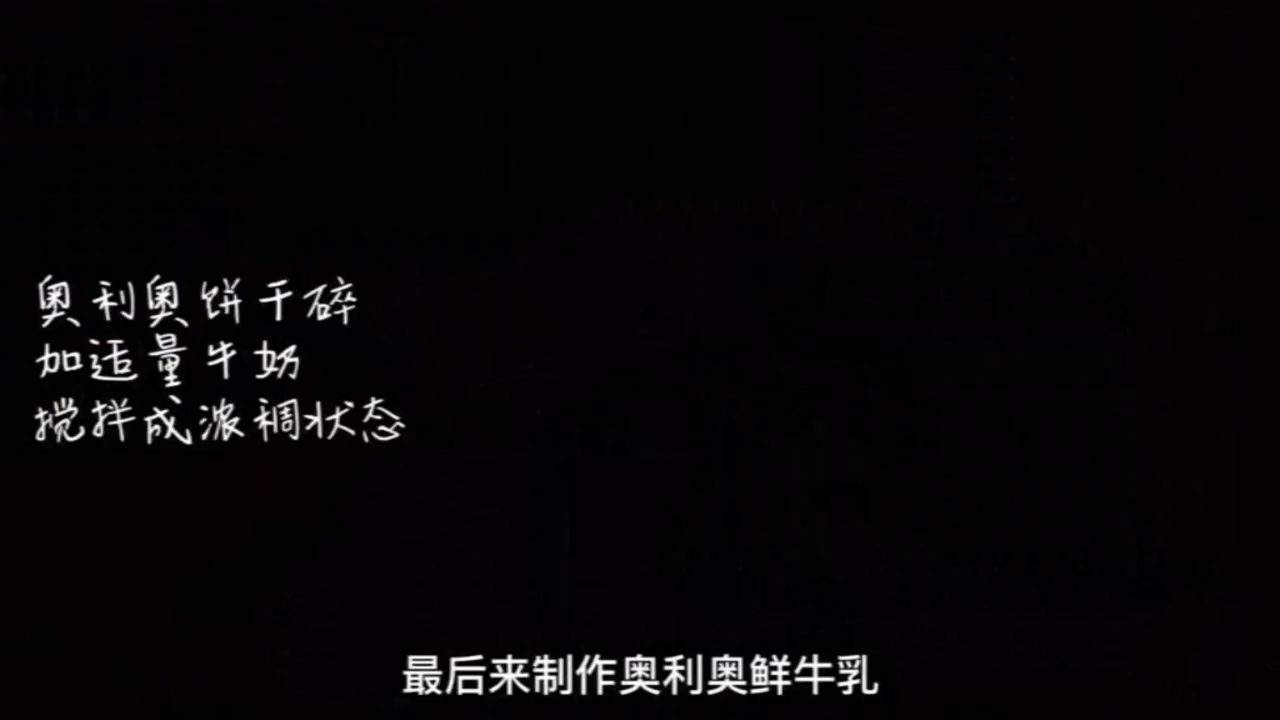 奥利奥饼干碎
加适量牛奶
搅拌成浓稠状态
最后来制作奥利奥鲜牛乳